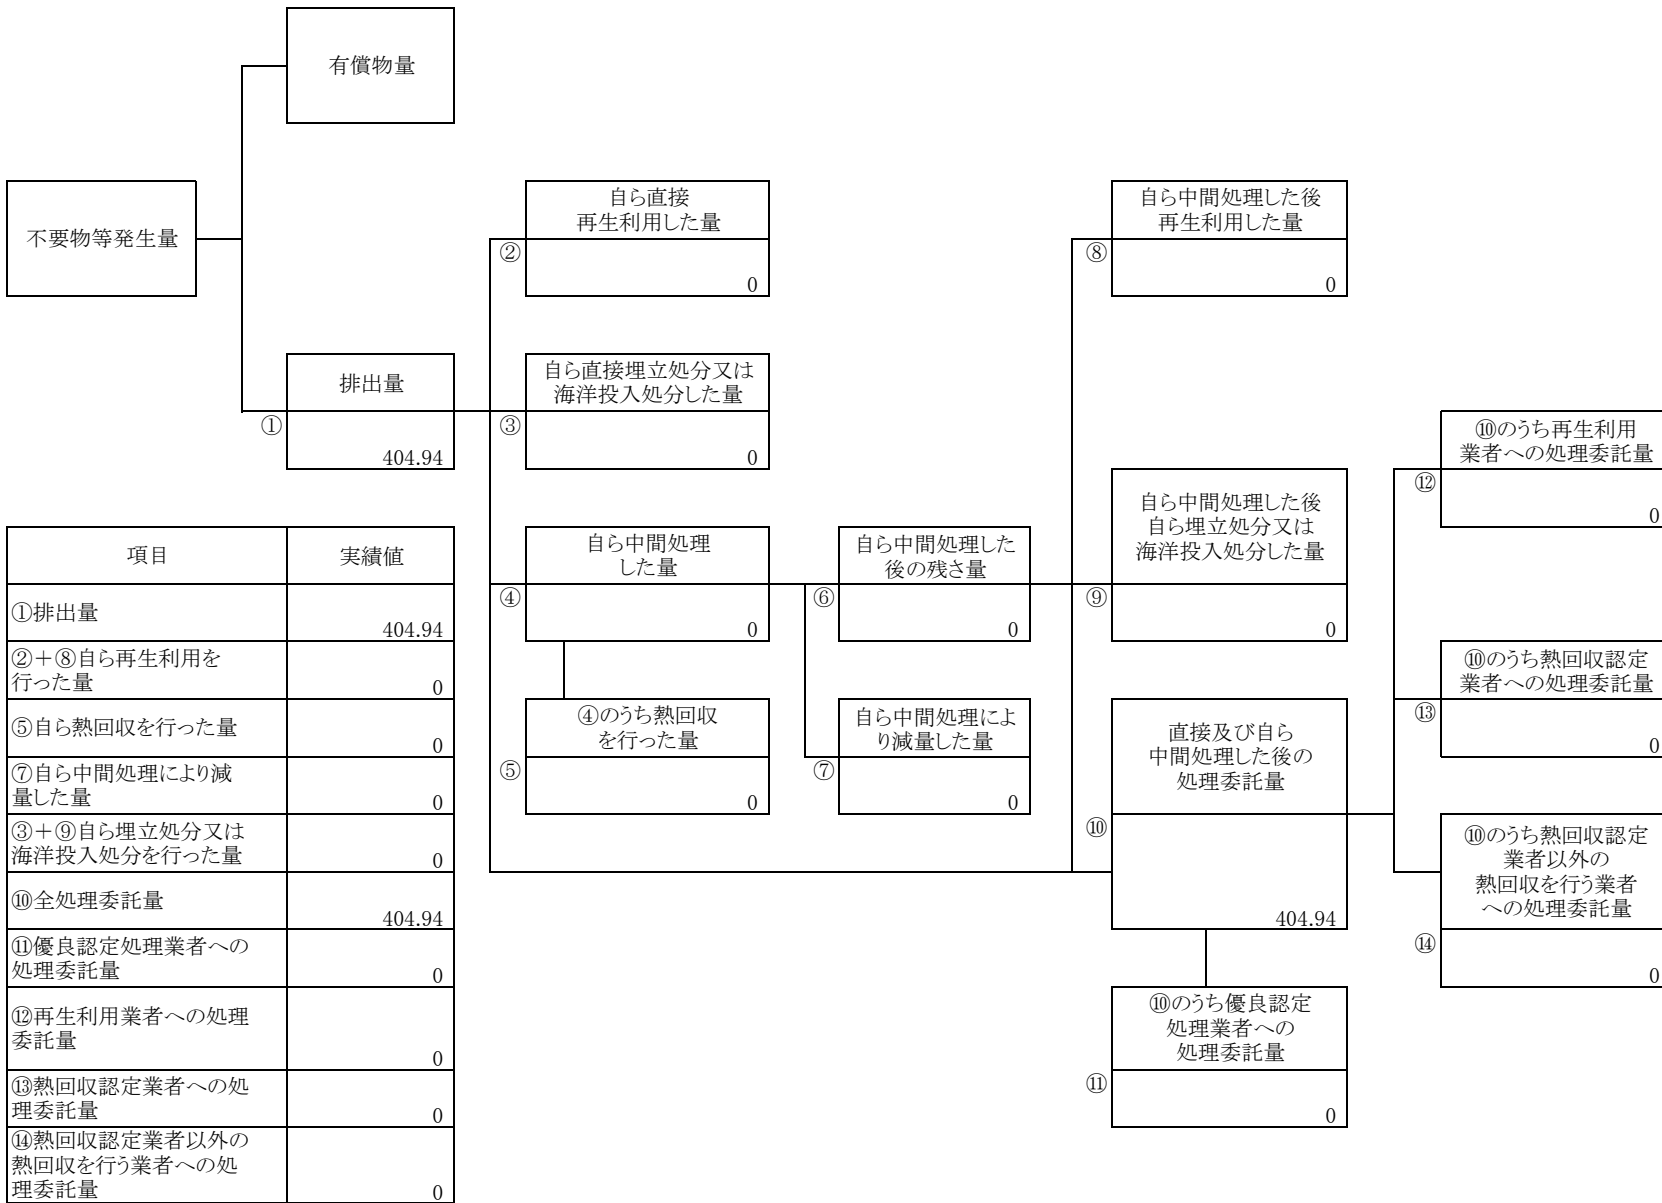 有償物量
不要物等発生量
自ら直接
再生利用した量
②
0
自ら中間処理した後
再生利用した量
⑧
0
排出量
①
404.94
自ら直接埋立処分又は
海洋投入処分した量
③
0
⑩のうち再生利用
業者への処理委託量
⑫
0
自ら中間処理
した量
④
0
自ら中間処理した
後の残さ量
⑥
0
自ら中間処理した後
自ら埋立処分又は
海洋投入処分した量
⑨
0
⑩のうち熱回収認定
業者への処理委託量
⑬
0
④のうち熱回収
を行った量
⑤
0
自ら中間処理によ
り減量した量
⑦
0
直接及び自ら
中間処理した後の
処理委託量
⑩
404.94
⑩のうち熱回収認定
業者以外の
熱回収を行う業者
への処理委託量
⑭
0
⑩のうち優良認定
処理業者への
処理委託量
⑪
0
項目 実績値
①排出量
404.94
②+⑧自ら再生利用を
行った量
0
⑤自ら熱回収を行った量
0
⑦自ら中間処理により減
量した量
0
③+⑨自ら埋立処分又は
海洋投入処分を行った量
0
⑩全処理委託量
404.94
⑪優良認定処理業者への
処理委託量
0
⑫再生利用業者への処理
委託量
0
⑬熱回収認定業者への処
理委託量
0
⑭熱回収認定業者以外の
熱回収を行う業者への処
理委託量
0